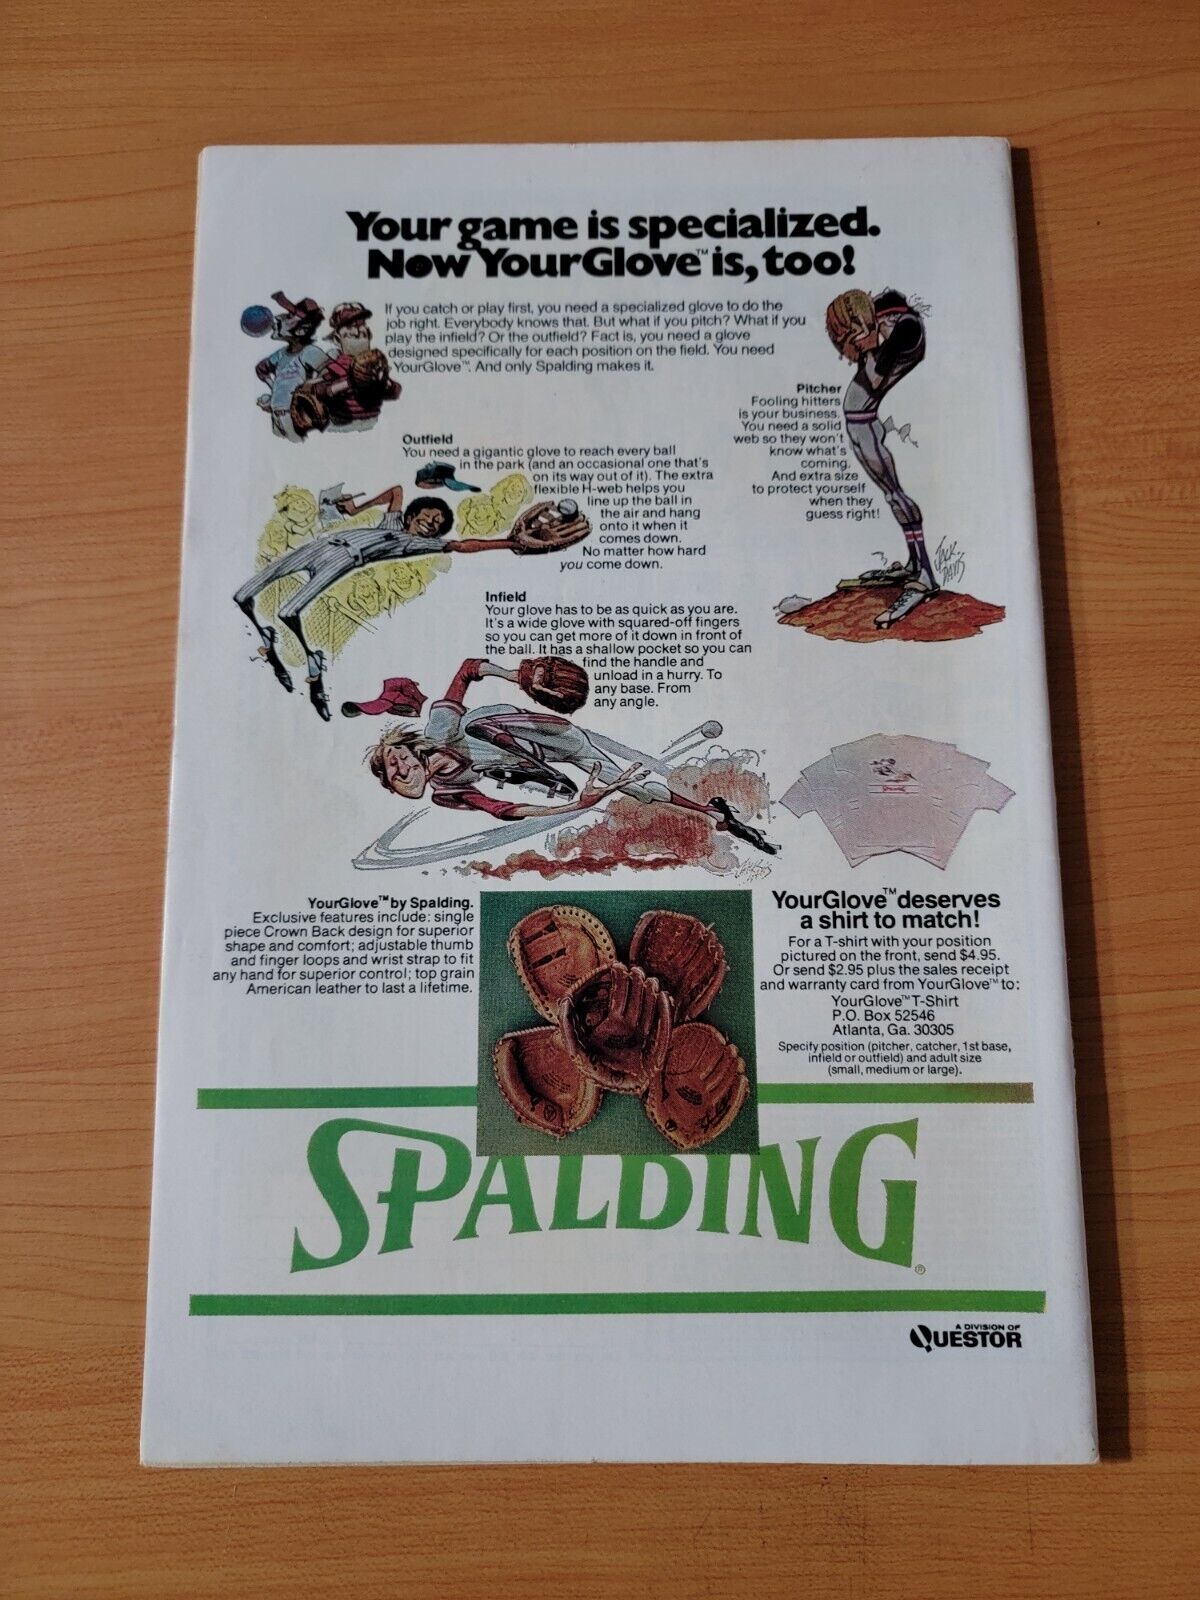 Your game is specialized.
Now YourGlove™ is, too!
If you catch or play first, you need a specialized glove to do the
job right. Everybody knows that. But what if you pitch? What if you
play the infield? Or the outfield? Fact is, you need a glove
designed specifically for each position on the field. You need
YourGlove™. And only Spalding makes it.
Pitcher
Fooling hitters
is your business.
You need a solid
web so they won't
know what's
coming.
And extra size
to protect yourself
when they
guess right!
Outfield
You need a gigantic glove to reach every ball
in the park (and an occasional one that's
on its way out of it). The extra
flexible H-web helps you
line up the ball in
the air and hang
onto it when it
comes down.
No matter how hard
you come down.
JACK
DAVIS
Infield
Your glove has to be as quick as you are.
It's a wide glove with squared-off fingers
so you can get more of it down in front of
the ball. It has a shallow pocket so you can
find the handle and
unload in a hurry. To
any base. From
any angle.
YourGlove™ by Spalding.
Exclusive features include: single
piece Crown Back design for superior
shape and comfort; adjustable thumb
and finger loops and wrist strap to fit
any hand for superior control; top grain
American leather to last a lifetime.
YourGlove™ deserves
a shirt to match!
For a T-shirt with your position
pictured on the front, send $4.95.
Or send $2.95 plus the sales receipt
and warranty card from YourGlove™ to:
YourGlove™ T-Shirt
P.O. Box 52546
Atlanta, Ga. 30305
Specify position (pitcher, catcher, 1st base,
infield or outfield) and adult size
(small, medium or large).
SPALDING®
A DIVISION OF
QUESTOR